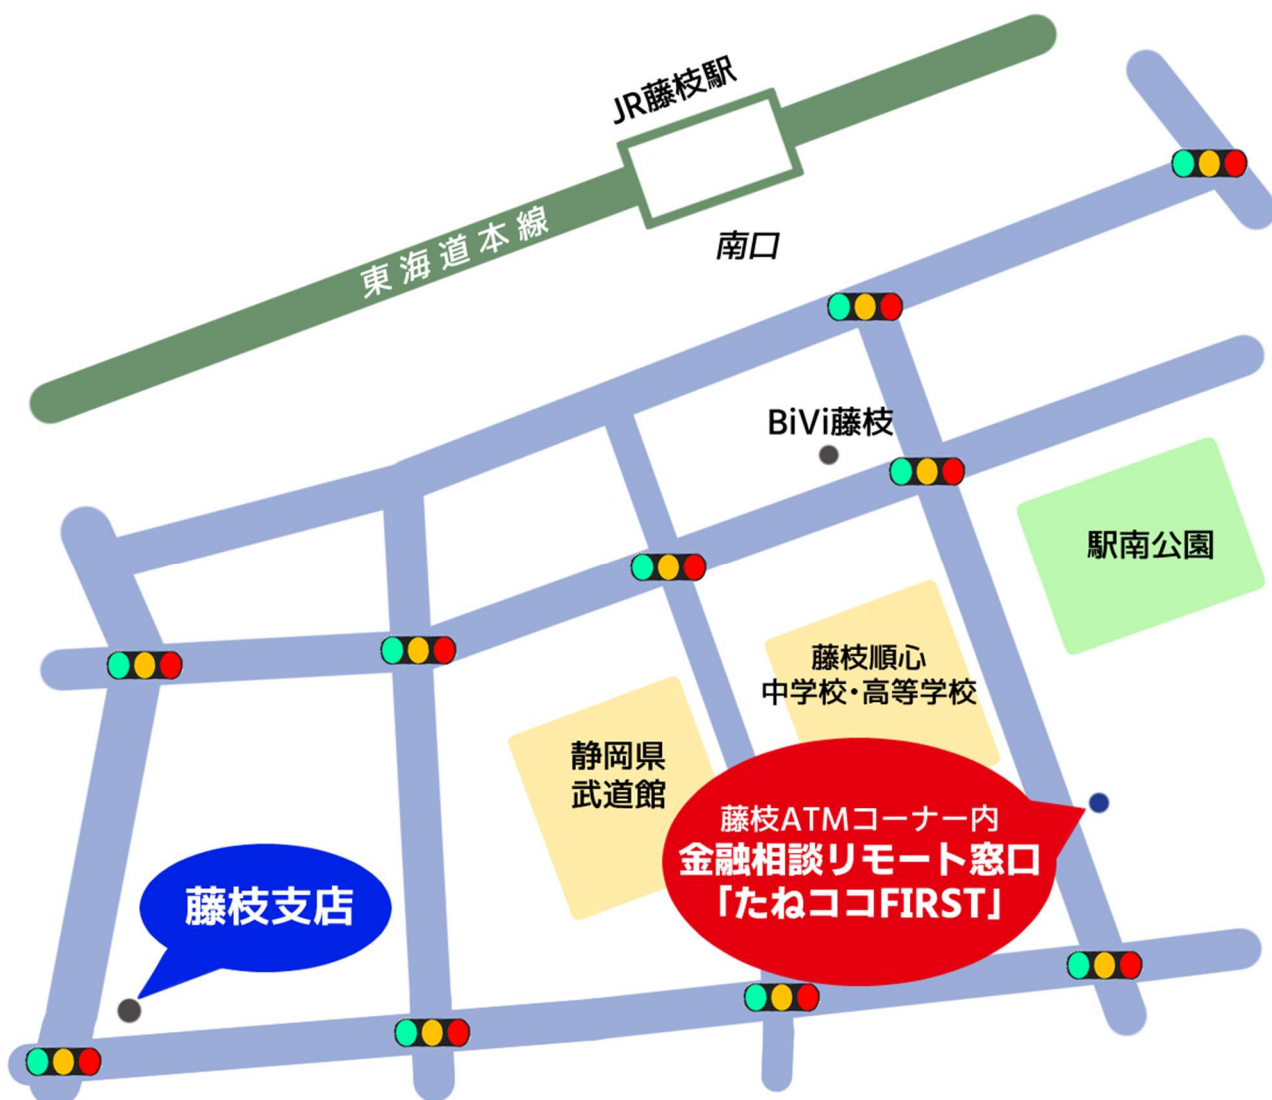 JR藤枝駅
東海道本線
南口
BiVi藤枝
駅南公園
藤枝順心
中学校・高等学校
静岡県
武道館
藤枝ATMコーナー内
金融相談リモート窓口
「たねココFIRST」
藤枝支店